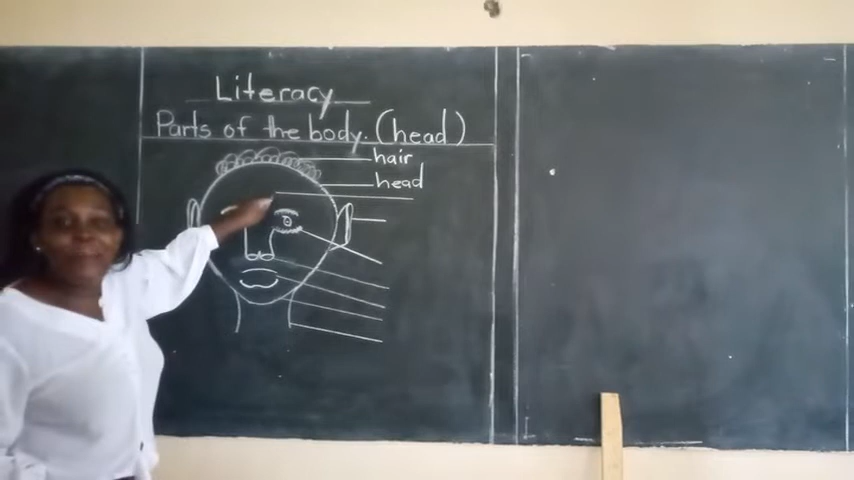 Literacy
Parts of the body. (head)
hair
head